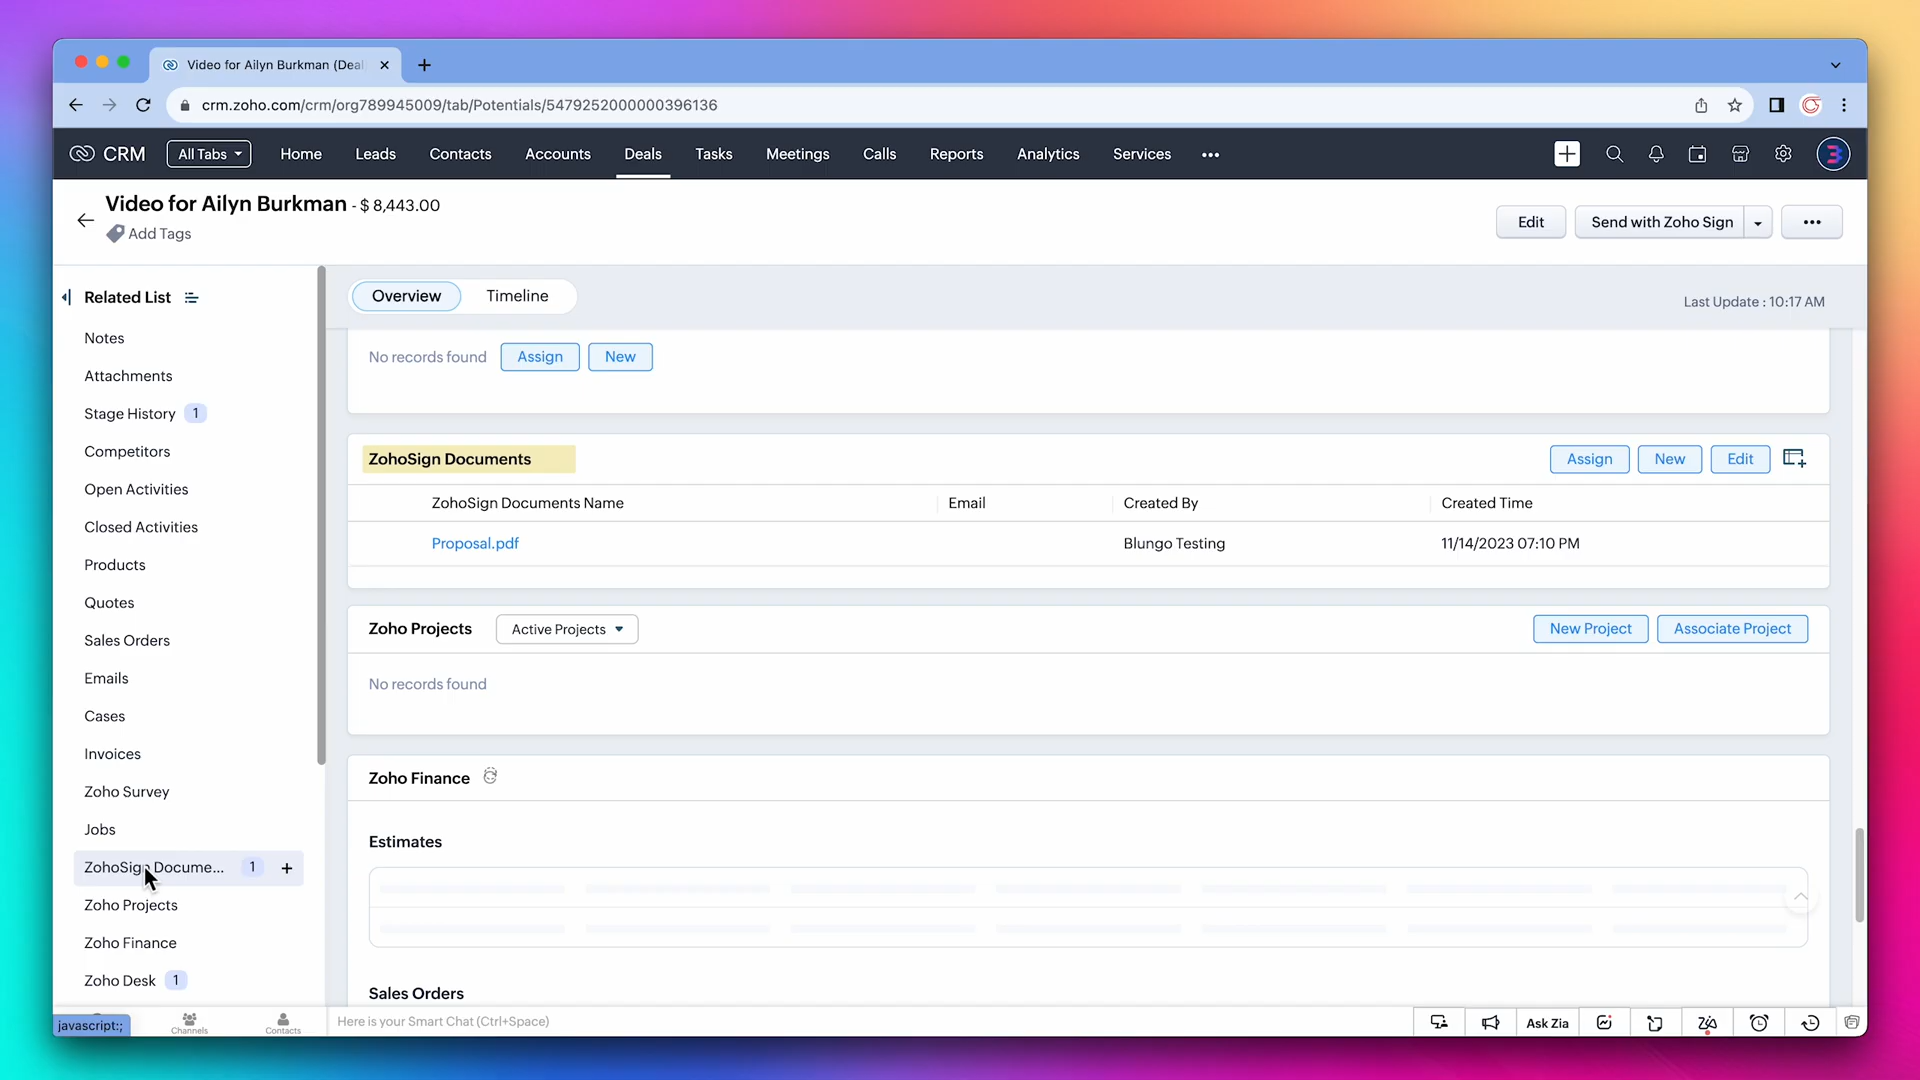 Video for Ailyn Burkman (Deal
crm.zoho.com/crm/org789945009/tab/Potentials/5479252000000396136
CRM
All Tabs
Home
Leads
Contacts
Accounts
Deals
Tasks
Meetings
Calls
Reports
Analytics
Services
Video for Ailyn Burkman - $ 8,443.00
Add Tags
Edit
Send with Zoho Sign
Related List
Notes
Attachments
Stage History 1
Competitors
Open Activities
Closed Activities
Products
Quotes
Sales Orders
Emails
Cases
Invoices
Zoho Survey
Jobs
ZohoSign Docume... 1 +
Zoho Projects
Zoho Finance
Zoho Desk 1
Overview
Timeline
Last Update : 10:17 AM
No records found
Assign
New
ZohoSign Documents
Assign
New
Edit
ZohoSign Documents Name
Email
Created By
Created Time
Proposal.pdf
Blungo Testing
11/14/2023 07:10 PM
Zoho Projects
Active Projects
New Project
Associate Project
No records found
Zoho Finance
Estimates
Sales Orders
javascript:;
Channels
Contacts
Here is your Smart Chat (Ctrl+Space)
Ask Zia